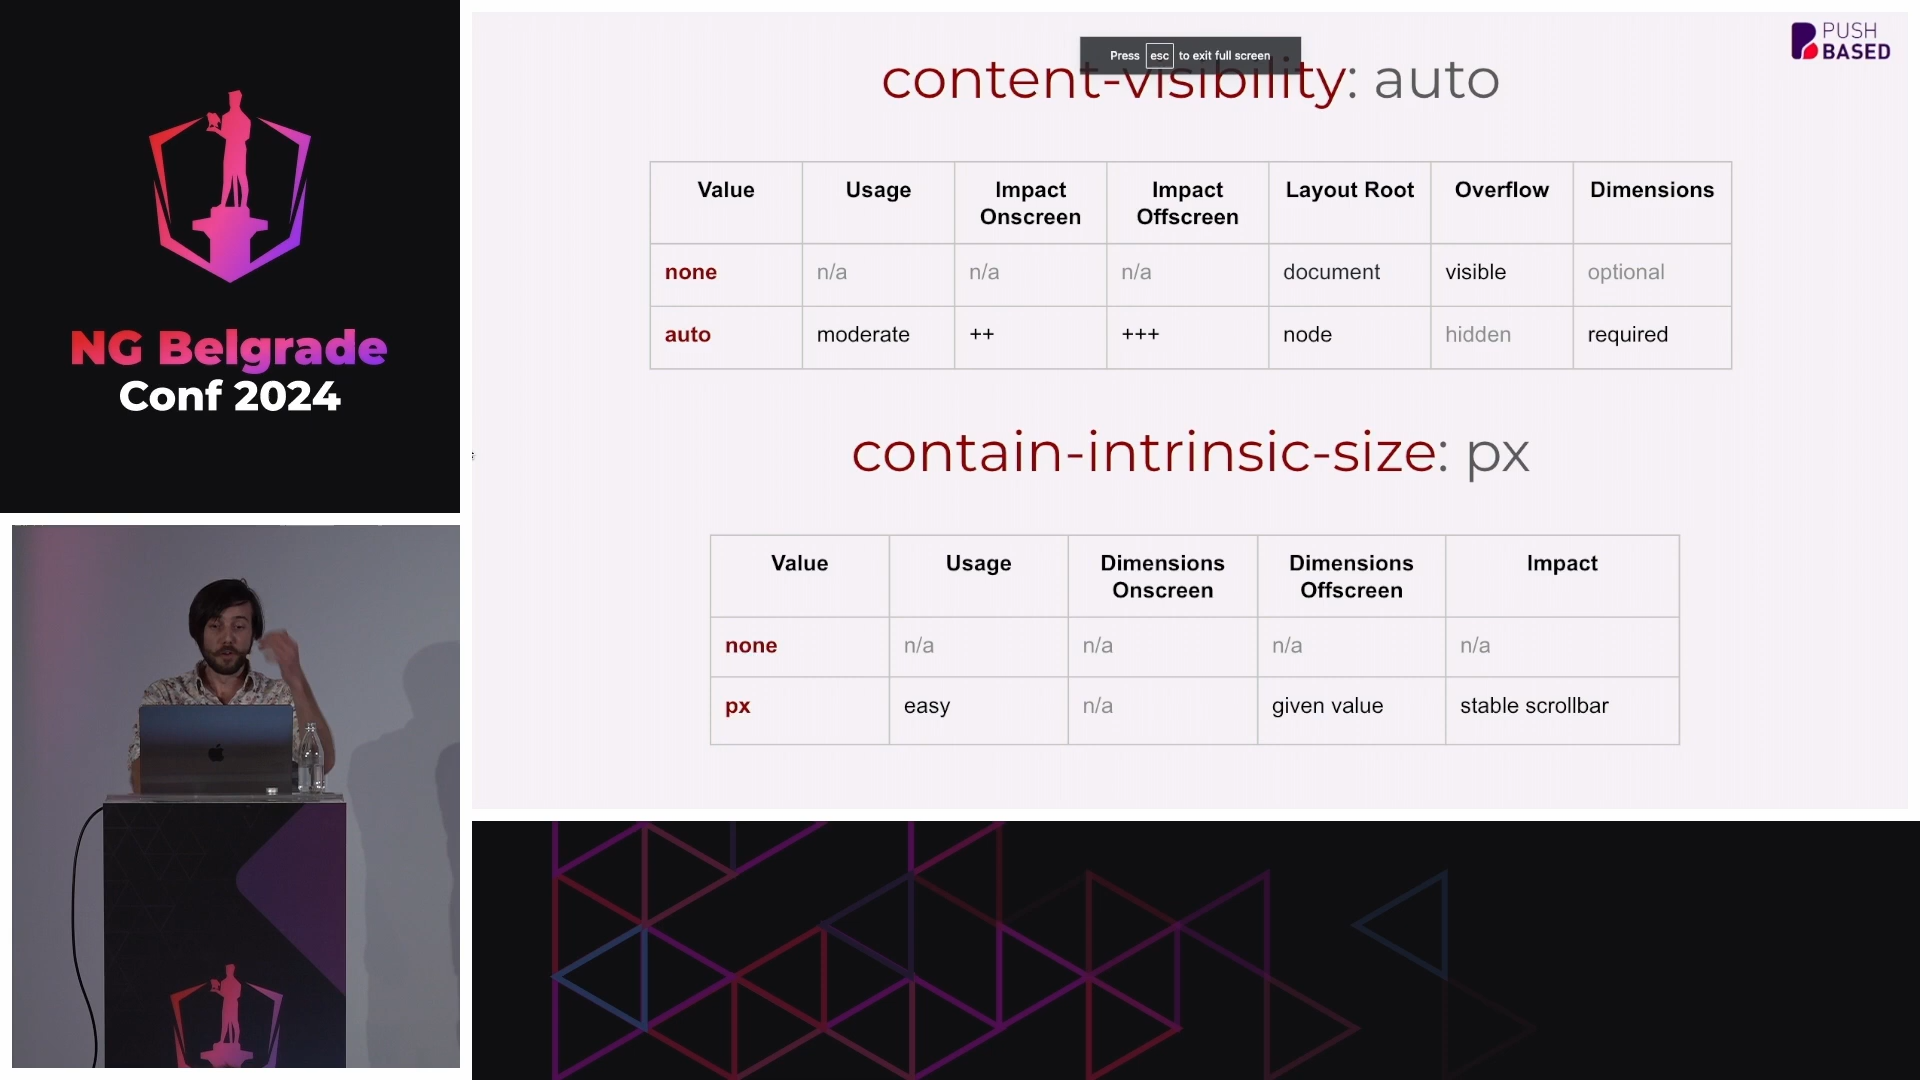 NG Belgrade
Conf 2024
PUSH
BASED
Press esc to exit full screen
content-visibility: auto
Value Usage Impact Onscreen Impact Offscreen Layout Root Overflow Dimensions
none n/a n/a n/a document visible optional
auto moderate ++ +++ node hidden required
contain-intrinsic-size: px
Value Usage Dimensions Onscreen Dimensions Offscreen Impact
none n/a n/a n/a n/a
px easy n/a given value stable scrollbar